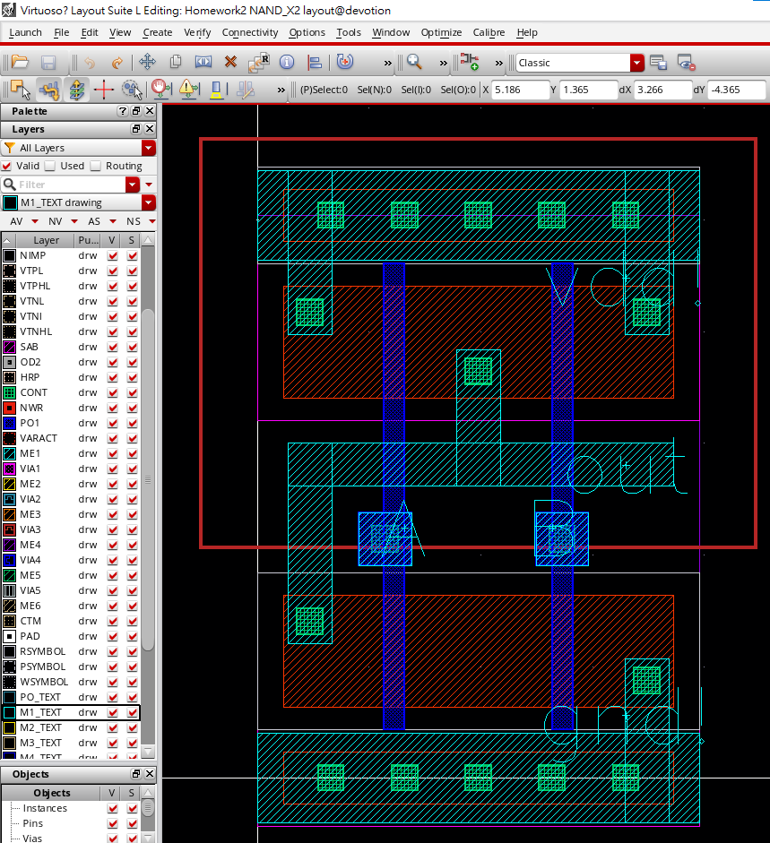 Virtuoso? Layout Suite L Editing: Homework2 NAND_X2 layout@devotion
Launch File Edit View Create Verify Connectivity Options Tools Window Optimize Calibre Help
» » Classic
» (P)Select:0 Sel(N):0 Sel(I):0 Sel(O):0 X 5.186 Y 1.365 dX 3.266 dY -4.365
Palette
Layers
All Layers
Valid Used Routing
Filter
M1_TEXT drawing
AV NV AS NS
Layer Pu... V S
NIMP drw
VTPL drw
VTPHL drw
VTNL drw
VTNI drw
VTNHL drw
SAB drw
OD2 drw
HRP drw
CONT drw
NWR drw
PO1 drw
VARACT drw
ME1 drw
VIA1 drw
ME2 drw
VIA2 drw
ME3 drw
VIA3 drw
ME4 drw
VIA4 drw
ME5 drw
VIA5 drw
ME6 drw
CTM drw
PAD drw
RSYMBOL drw
PSYMBOL drw
WSYMBOL drw
PO_TEXT drw
M1_TEXT drw
M2_TEXT drw
M3_TEXT drw
M4_TEXT drw
Objects
Objects V S
Instances
Pins
Vias
Vdd
out
A B
gnd